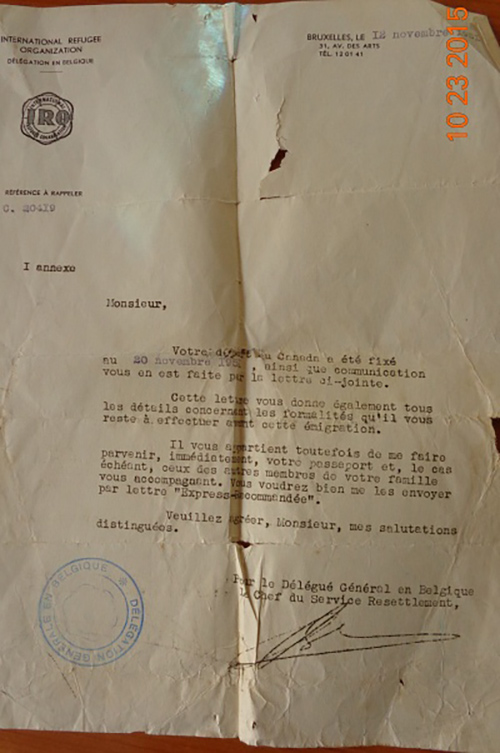 INTERNATIONAL REFUGEE
ORGANIZATION
DÉLÉGATION EN BELGIQUE
BRUXELLES, LE 12 novembre
31, AV. DES ARTS
TÉL. 12 01 41
10 23 2015
INTERNATIONAL
IRO
RÉFÉRENCE À RAPPELER
C. 20419
I annexe
Monsieur,
Votre départ au Canada a été fixé
au 20 novembre , ainsi que communication
vous en est faite par la lettre ci-jointe.
Cette lettre vous donne également tous
les détails concernant les formalités qu'il vous
reste à effectuer avant cette émigration.
Il vous appartient toutefois de me faire
parvenir, immédiatement, votre passeport et, le cas
échéant, ceux des autres membres de votre famille
vous accompagnant. Vous voudrez bien me les envoyer
par lettre "Express-recommandée".
Veuillez agréer, Monsieur, mes salutations
distinguées.
Pour le Délégué Général en Belgique
le Chef du Service Resettlement,
DÉLÉGATION GÉNÉRALE EN BELGIQUE